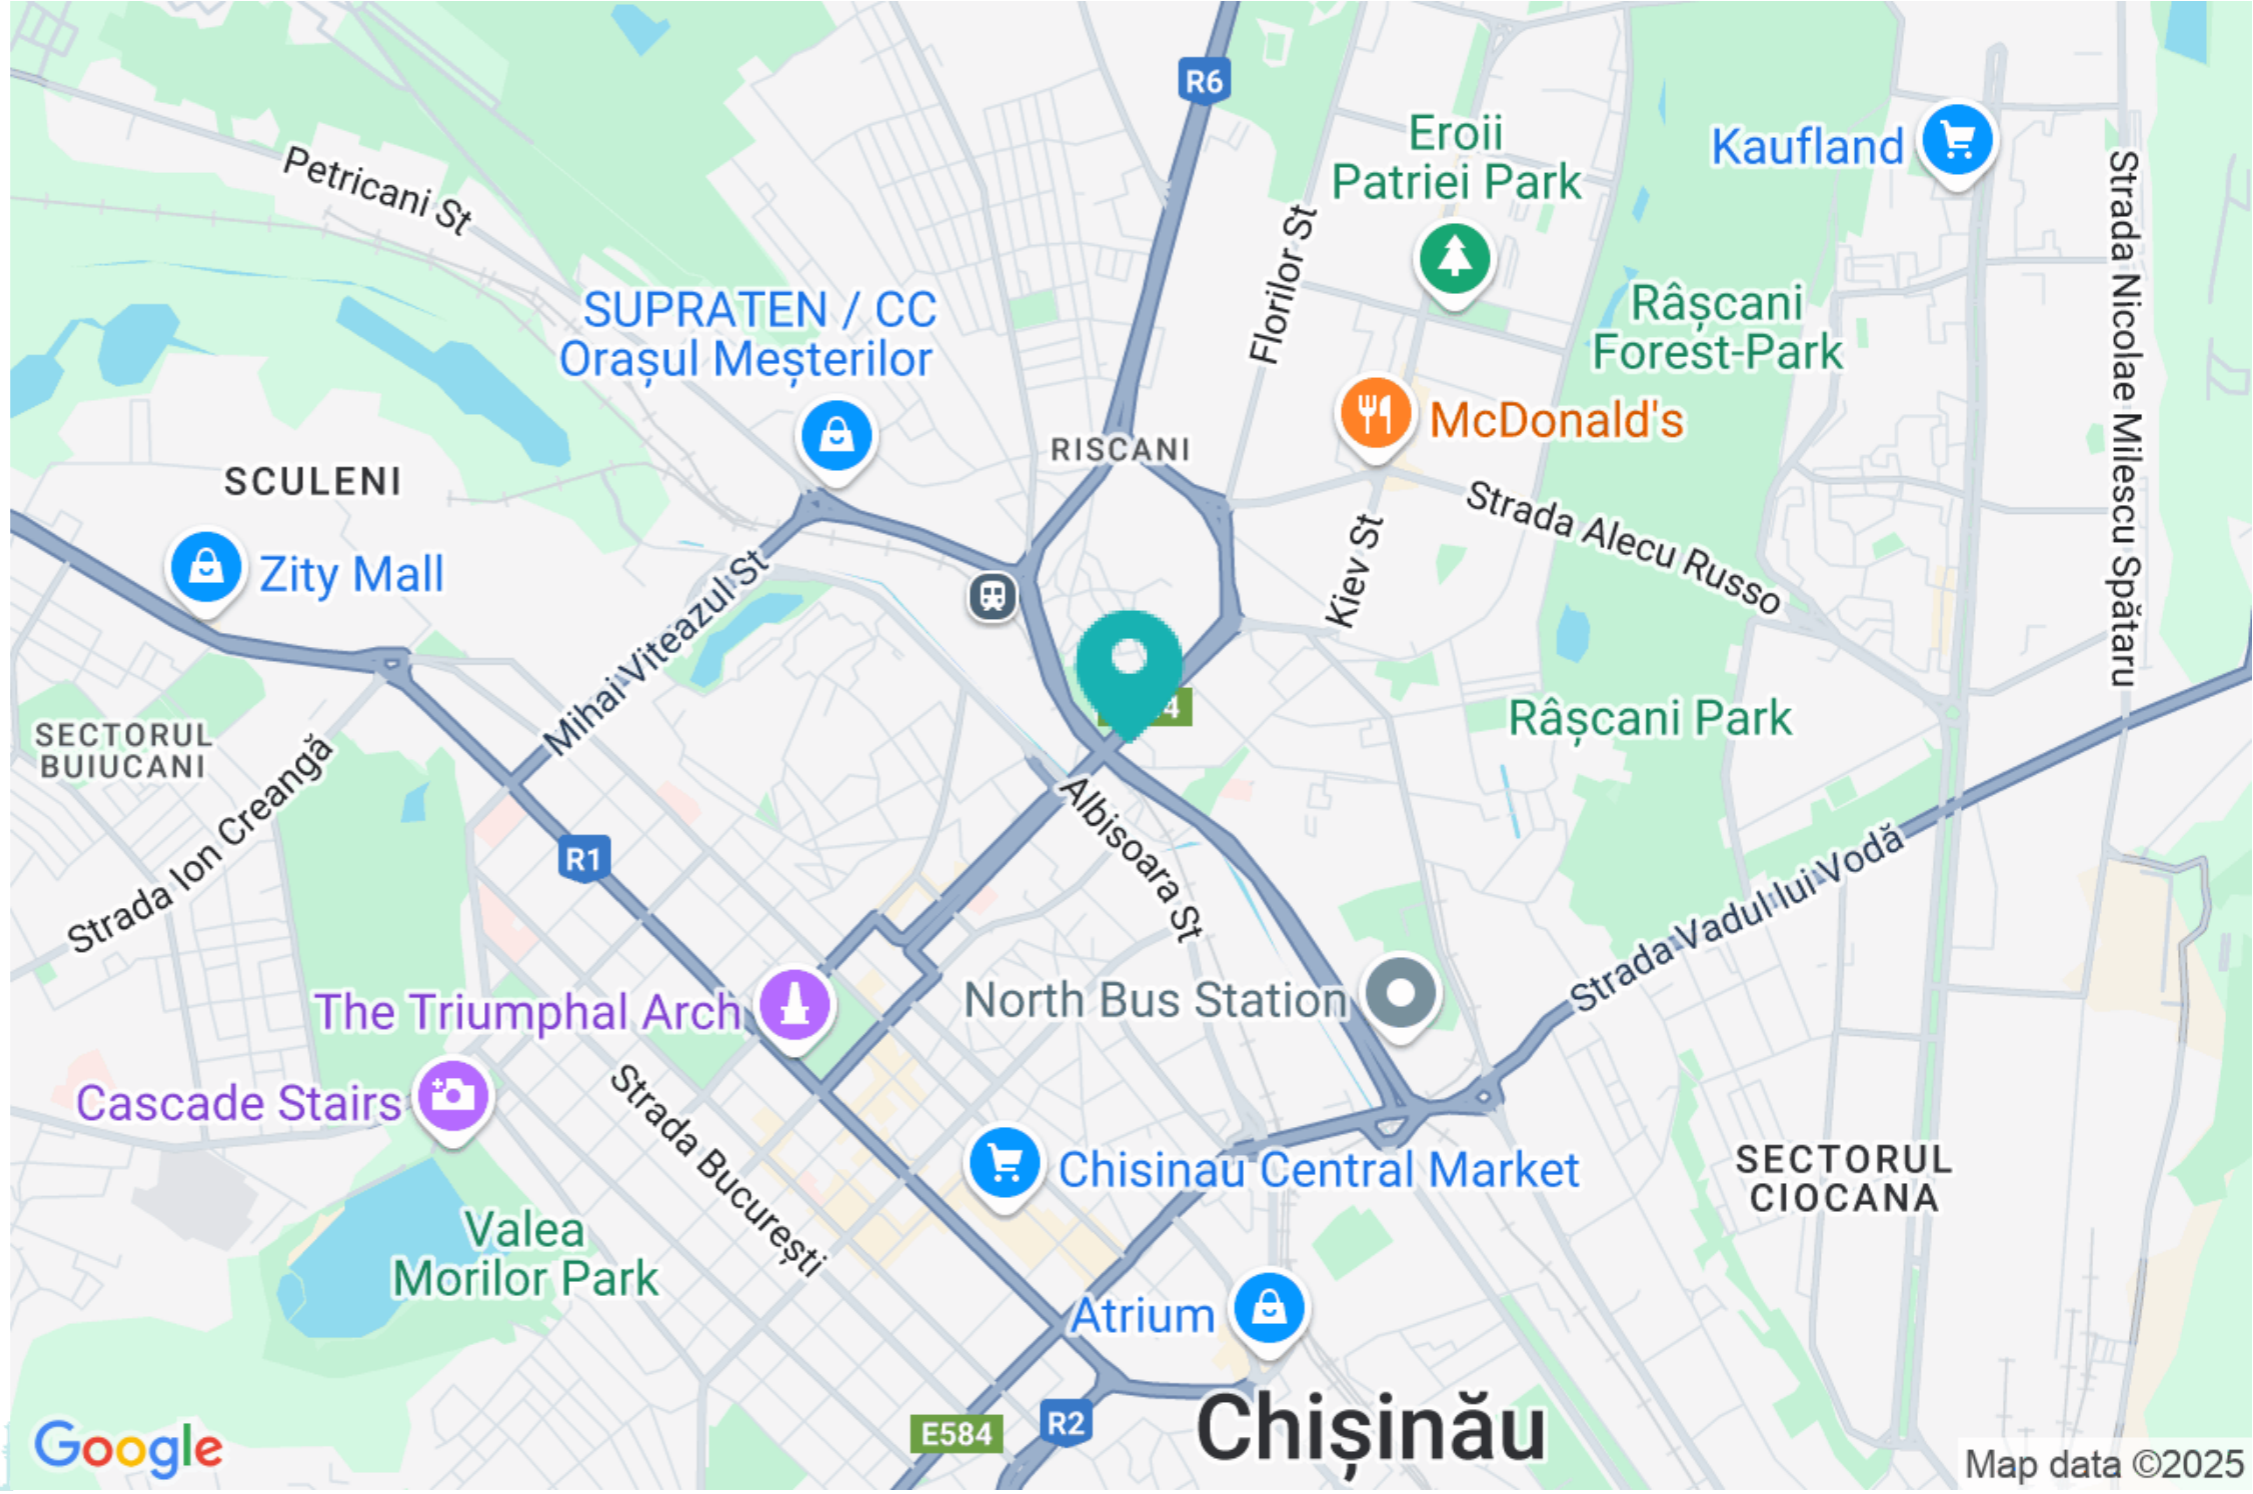 R6
Eroii
Patriei Park
Kaufland
Petricani St
Florilor St
Strada Nicolae Milescu Spătaru
SUPRATEN / CC
Orașul Meșterilor
Râșcani
Forest-Park
McDonald's
RISCANI
SCULENI
Strada Alecu Russo
Zity Mall
Kiev St
Mihai Viteazul St
SECTORUL
BUIUCANI
Râșcani Park
Strada Ion Creangă
Albisoara St
R1
Strada Vadul lui Vodă
The Triumphal Arch
North Bus Station
Cascade Stairs
Strada București
Chisinau Central Market
SECTORUL
CIOCANA
Valea
Morilor Park
Atrium
E584
R2
Chișinău
Google
Map data ©2025